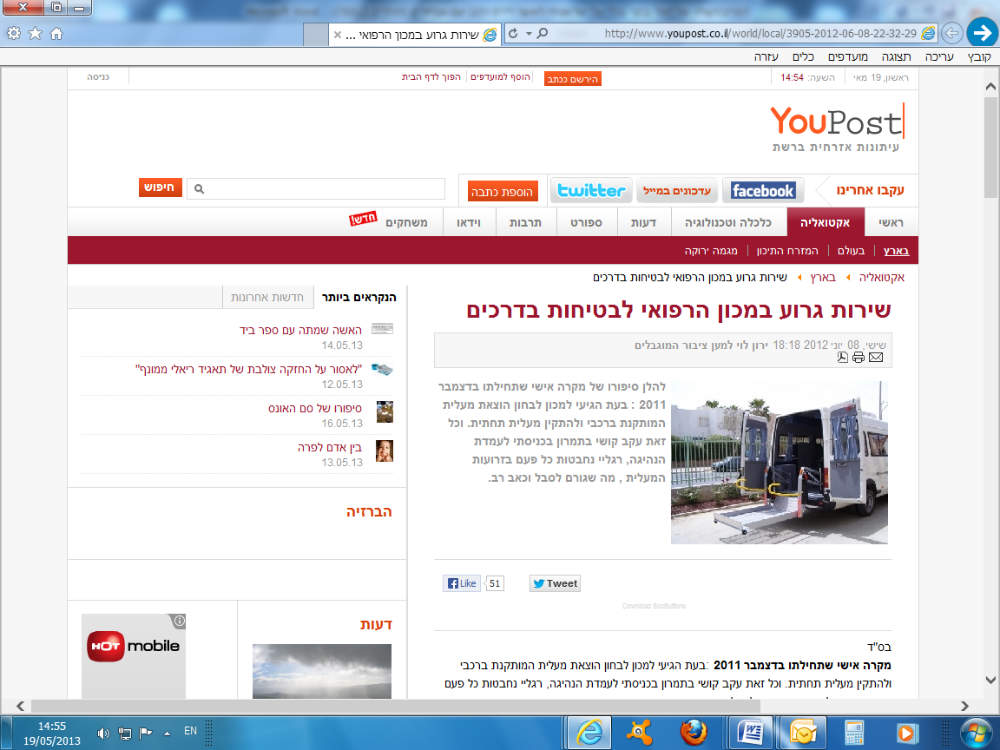 שירות גרוע במכון הרפואי ...
http://www.youpost.co.il/world/local/3905-2012-06-08-22-32-29
קובץ עריכה תצוגה מועדפים כלים עזרה
ראשון, 19 מאי
השעה: 14:54
הירשם ככתב
הוסף למועדפים
הפוך לדף הבית
כניסה
YouPost
עיתונות אזרחית ברשת
עקבו אחרינו
facebook
עדכונים במייל
twitter
הוספת כתבה
חיפוש
ראשי
אקטואליה
כלכלה וטכנולוגיה
דעות
ספורט
תרבות
וידאו
משחקים
חדש!
בארץ
בעולם
המזרח התיכון
מגמה ירוקה
אקטואליה
בארץ
שירות גרוע במכון הרפואי לבטיחות בדרכים
שירות גרוע במכון הרפואי לבטיחות בדרכים
שישי, 08 יוני 2012 18:18 ירון לוי למען ציבור המוגבלים
להלן סיפורו של מקרה אישי שתחילתו בדצמבר
2011 : בעת הגיעי למכון לבחון הוצאת מעלית
המותקנת ברכבי ולהתקין מעלית תחתית. וכל
זאת עקב קושי בתמרון בכניסתי לעמדת
הנהיגה, רגליי נחבטות כל פעם בזרועות
המעלית , מה שגורם לסבל וכאב רב.
Like
51
Tweet
Download SocButtons
בס"ד
מקרה אישי שתחילתו בדצמבר 2011 :בעת הגיעי למכון לבחון הוצאת מעלית המותקנת ברכבי
ולהתקין מעלית תחתית. וכל זאת עקב קושי בתמרון בכניסתי לעמדת הנהיגה, רגליי נחבטות כל פעם
הנקראים ביותר
חדשות אחרונות
האשה שמתה עם ספר ביד
14.05.13
"לאסור על החזקה צולבת של תאגיד ריאלי ממונף"
12.05.13
סיפורו של סם האונס
16.05.13
בין אדם לפרה
13.05.13
הברזיה
דעות
HOT mobile
EN
14:55
19/05/2013